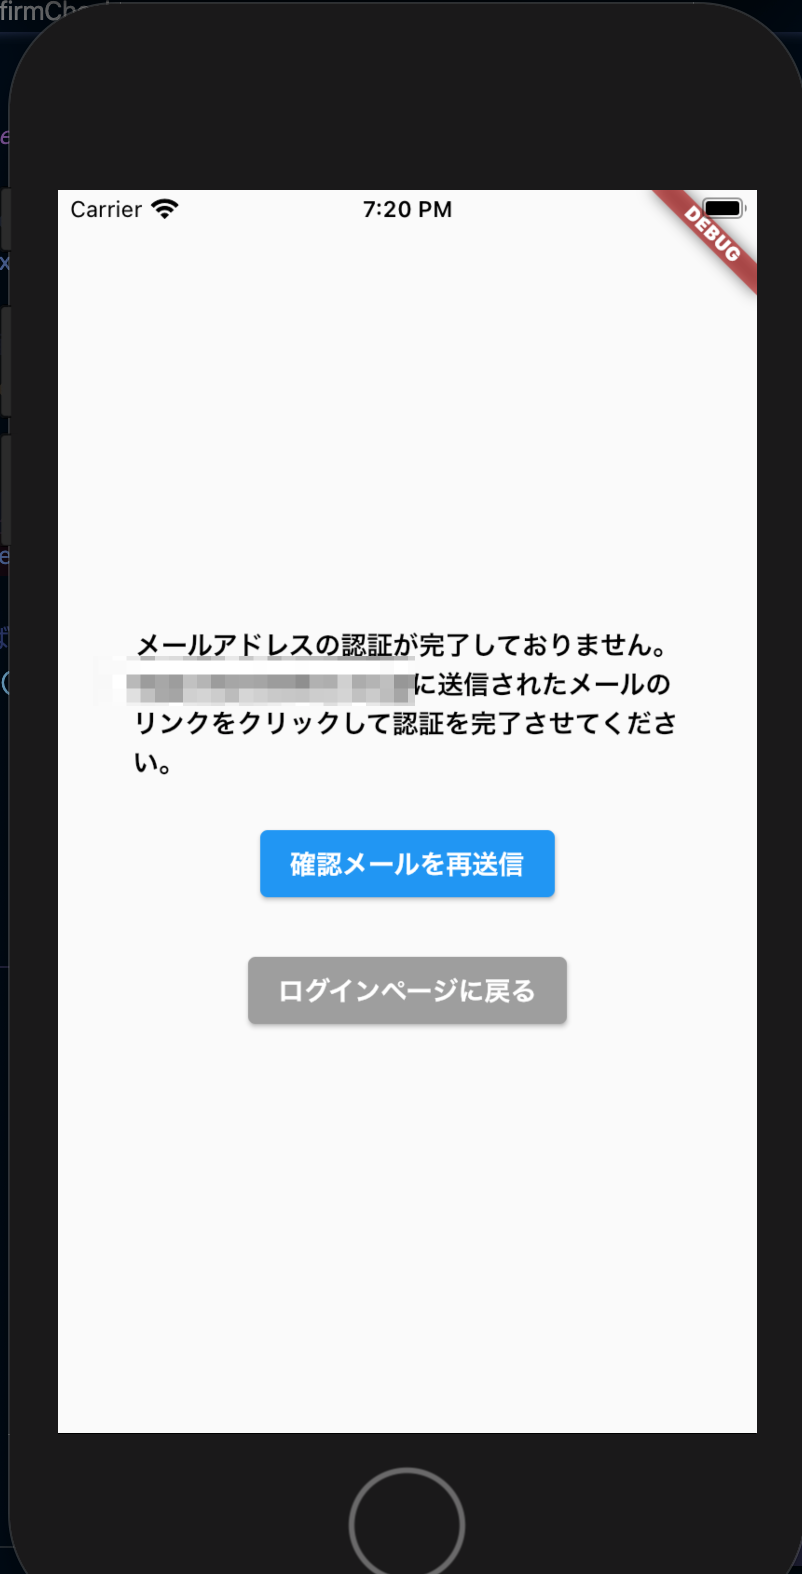 firmCh
Carrier
7:20 PM
DEBUG
メールアドレスの認証が完了しておりません。
に送信されたメールの
リンクをクリックして認証を完了させてくださ
い。
確認メールを再送信
ログインページに戻る